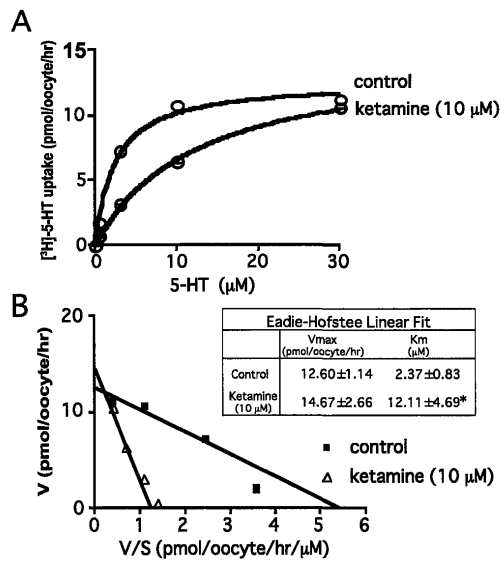 A
15
10
5
0
[³H]-5-HT uptake (pmol/oocyte/hr)
control
ketamine (10 μM)
0 10 20 30
5-HT (μM)
B
20
10
0
V (pmol/oocyte/hr)
Eadie-Hofstee Linear Fit
Vmax Km
(pmol/oocyte/hr) (μM)
Control 12.60±1.14 2.37±0.83
Ketamine 14.67±2.66 12.11±4.69*
(10 μM)
control
ketamine (10 μM)
0 1 2 3 4 5 6
V/S (pmol/oocyte/hr/μM)